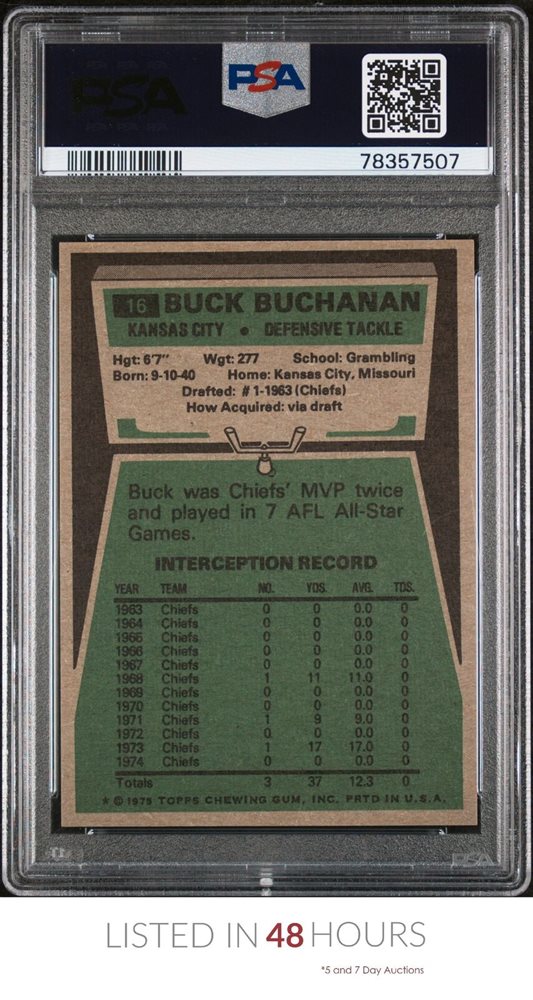 PSA
PSA
78357507
16 BUCK BUCHANAN
KANSAS CITY • DEFENSIVE TACKLE
Hgt: 6'7" Wgt: 277 School: Grambling
Born: 9-10-40 Home: Kansas City, Missouri
Drafted: #1-1963 (Chiefs)
How Acquired: via draft
Buck was Chiefs' MVP twice
and played in 7 AFL All-Star
Games.
INTERCEPTION RECORD
YEAR TEAM NO. YDS. AVG. TDS.
1963 Chiefs 0 0 0.0 0
1964 Chiefs 0 0 0.0 0
1965 Chiefs 0 0 0.0 0
1966 Chiefs 0 0 0.0 0
1967 Chiefs 0 0 0.0 0
1968 Chiefs 1 11 11.0 0
1969 Chiefs 0 0 0.0 0
1970 Chiefs 0 0 0.0 0
1971 Chiefs 1 9 9.0 0
1972 Chiefs 0 0 0.0 0
1973 Chiefs 1 17 17.0 0
1974 Chiefs 0 0 0.0 0
Totals 3 37 12.3 0
★ © 1975 TOPPS CHEWING GUM, INC. PRTD IN U.S.A.
PSA
LISTED IN 48 HOURS
*5 and 7 Day Auctions